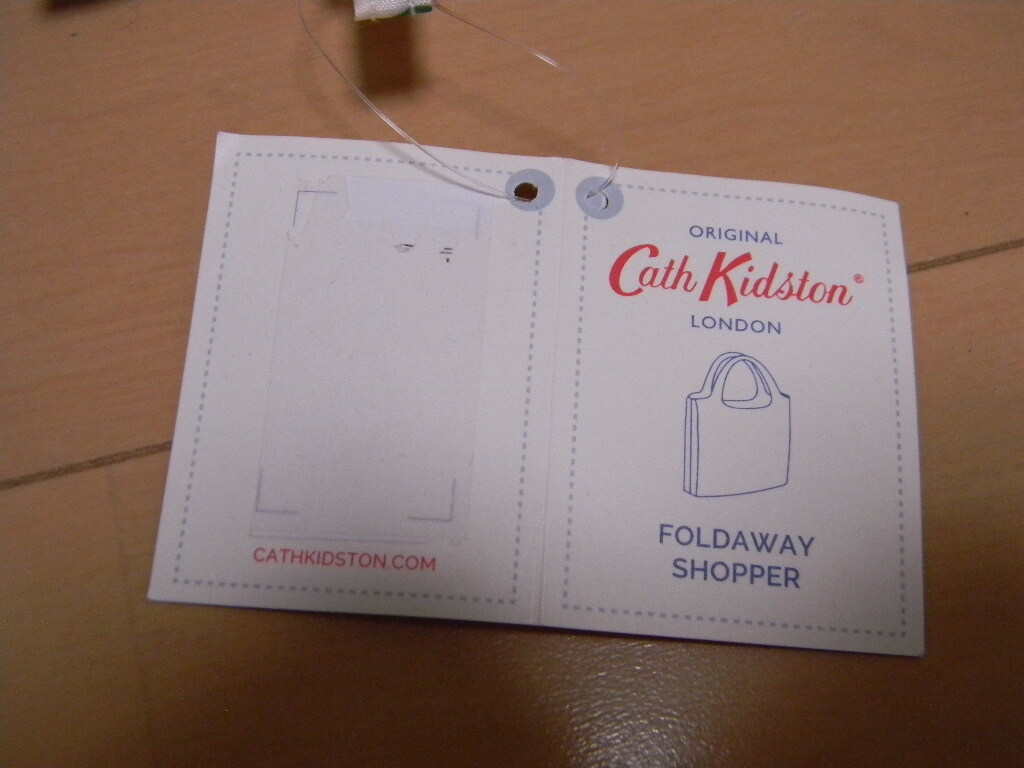 CATHKIDSTON.COM
ORIGINAL
Cath Kidston®
LONDON
FOLDAWAY
SHOPPER